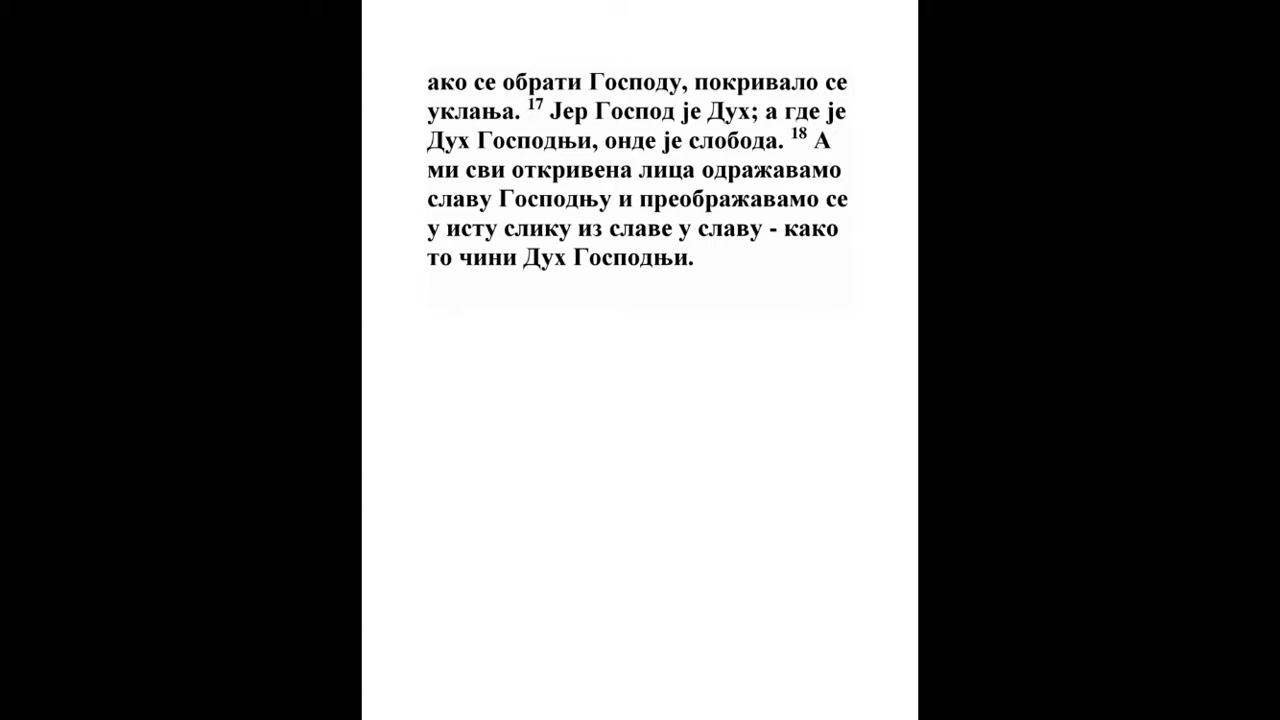 ако се обрати Господу, покривало се
уклања. 17 Јер Господ је Дух; а где је
Дух Господњи, онде је слобода. 18 А
ми сви откривена лица одражавамо
славу Господњу и преображавамо се
у исту слику из славе у славу - како
то чини Дух Господњи.